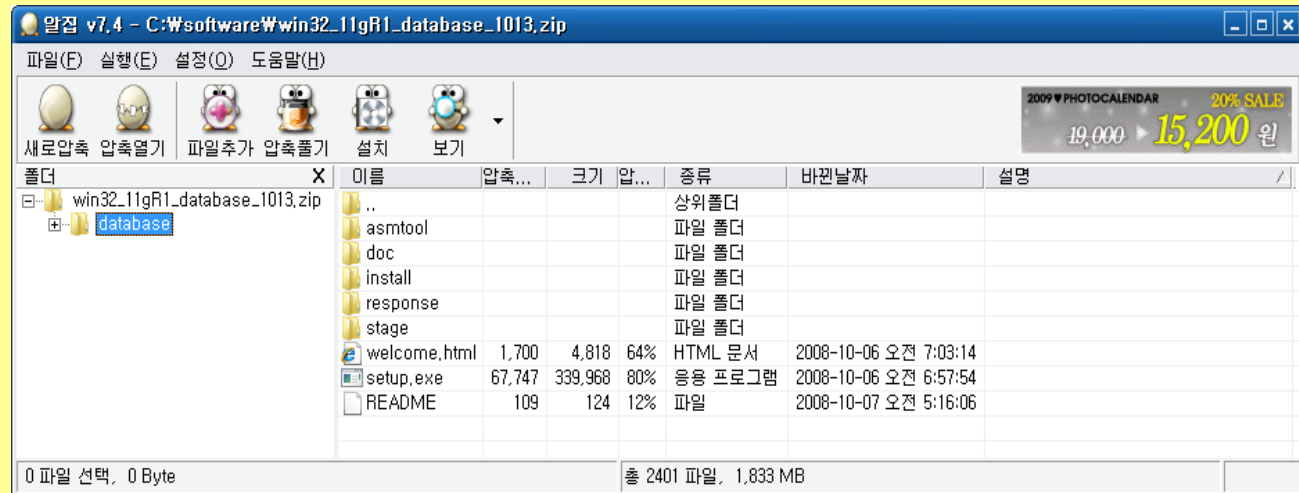 알집 v7.4 - C:₩software₩win32_11gR1_database_1013.zip
파일(F) 실행(E) 설정(O) 도움말(H)
새로압축 압축열기 파일추가 압축풀기 설치 보기
2009 ♥ PHOTOCALENDAR 20% SALE
19,000 ▶ 15,200 원
폴더 X 이름 압축... 크기 압... 종류 바뀐날짜 설명
win32_11gR1_database_1013.zip
database
.. 상위폴더
asmtool 파일 폴더
doc 파일 폴더
install 파일 폴더
response 파일 폴더
stage 파일 폴더
welcome.html 1,700 4,818 64% HTML 문서 2008-10-06 오전 7:03:14
setup.exe 67,747 339,968 80% 응용 프로그램 2008-10-06 오전 6:57:54
README 109 124 12% 파일 2008-10-07 오전 5:16:06
0 파일 선택, 0 Byte 총 2401 파일, 1,833 MB